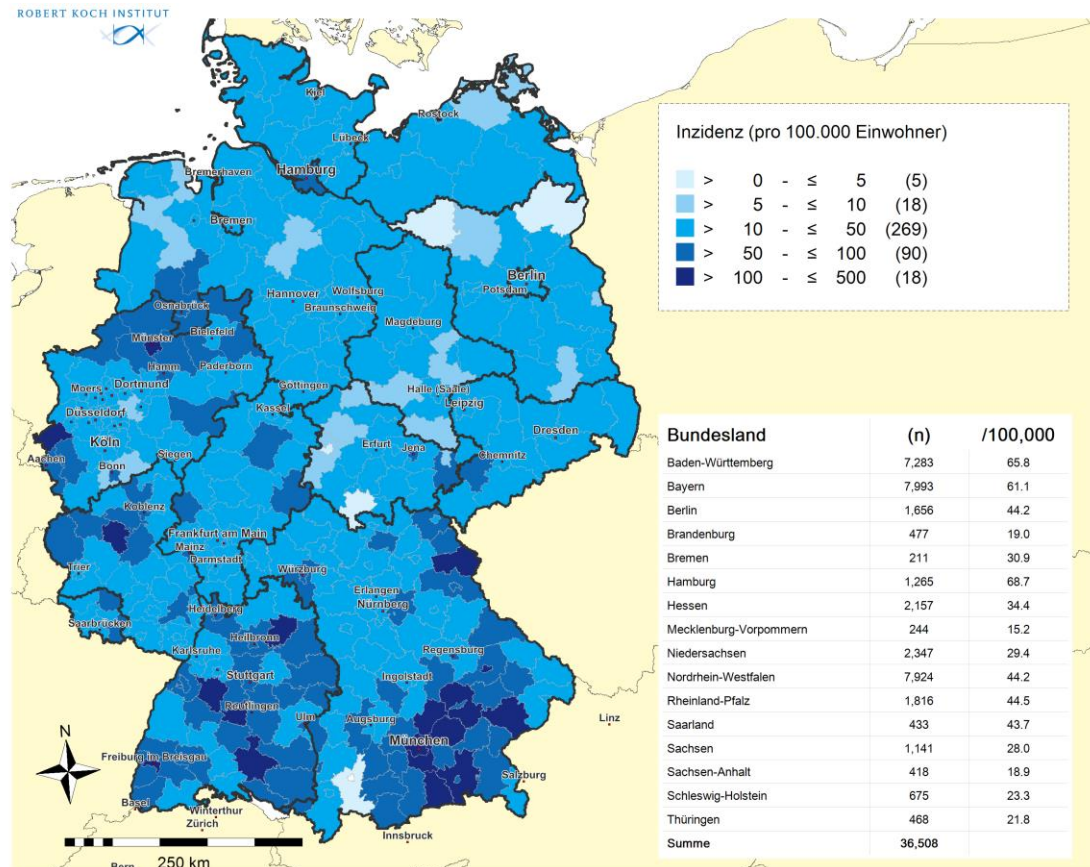 ROBERT KOCH INSTITUT
Kiel
Rostock
Lübeck
Bremerhaven
Hamburg
Bremen
Berlin
Potsdam
Hannover
Wolfsburg
Braunschweig
Magdeburg
Osnabrück
Münster
Bielefeld
Hamm
Paderborn
Göttingen
Halle (Saale)
Leipzig
Moers
Dortmund
Düsseldorf
Kassel
Köln
Erfurt
Jena
Dresden
Chemnitz
Aachen
Bonn
Siegen
Koblenz
Frankfurt am Main
Mainz
Darmstadt
Trier
Würzburg
Erlangen
Nürnberg
Heidelberg
Saarbrücken
Heilbronn
Karlsruhe
Regensburg
Stuttgart
Ingolstadt
Reutlingen
Ulm
Augsburg
München
Linz
Freiburg im Breisgau
Salzburg
Basel
Winterthur
Zürich
Innsbruck
Bern
N
250 km
Inzidenz (pro 100.000 Einwohner)
> 0 - ≤ 5 (5)
> 5 - ≤ 10 (18)
> 10 - ≤ 50 (269)
> 50 - ≤ 100 (90)
> 100 - ≤ 500 (18)
Bundesland (n) /100,000
Baden-Württemberg 7,283 65.8
Bayern 7,993 61.1
Berlin 1,656 44.2
Brandenburg 477 19.0
Bremen 211 30.9
Hamburg 1,265 68.7
Hessen 2,157 34.4
Mecklenburg-Vorpommern 244 15.2
Niedersachsen 2,347 29.4
Nordrhein-Westfalen 7,924 44.2
Rheinland-Pfalz 1,816 44.5
Saarland 433 43.7
Sachsen 1,141 28.0
Sachsen-Anhalt 418 18.9
Schleswig-Holstein 675 23.3
Thüringen 468 21.8
Summe 36,508